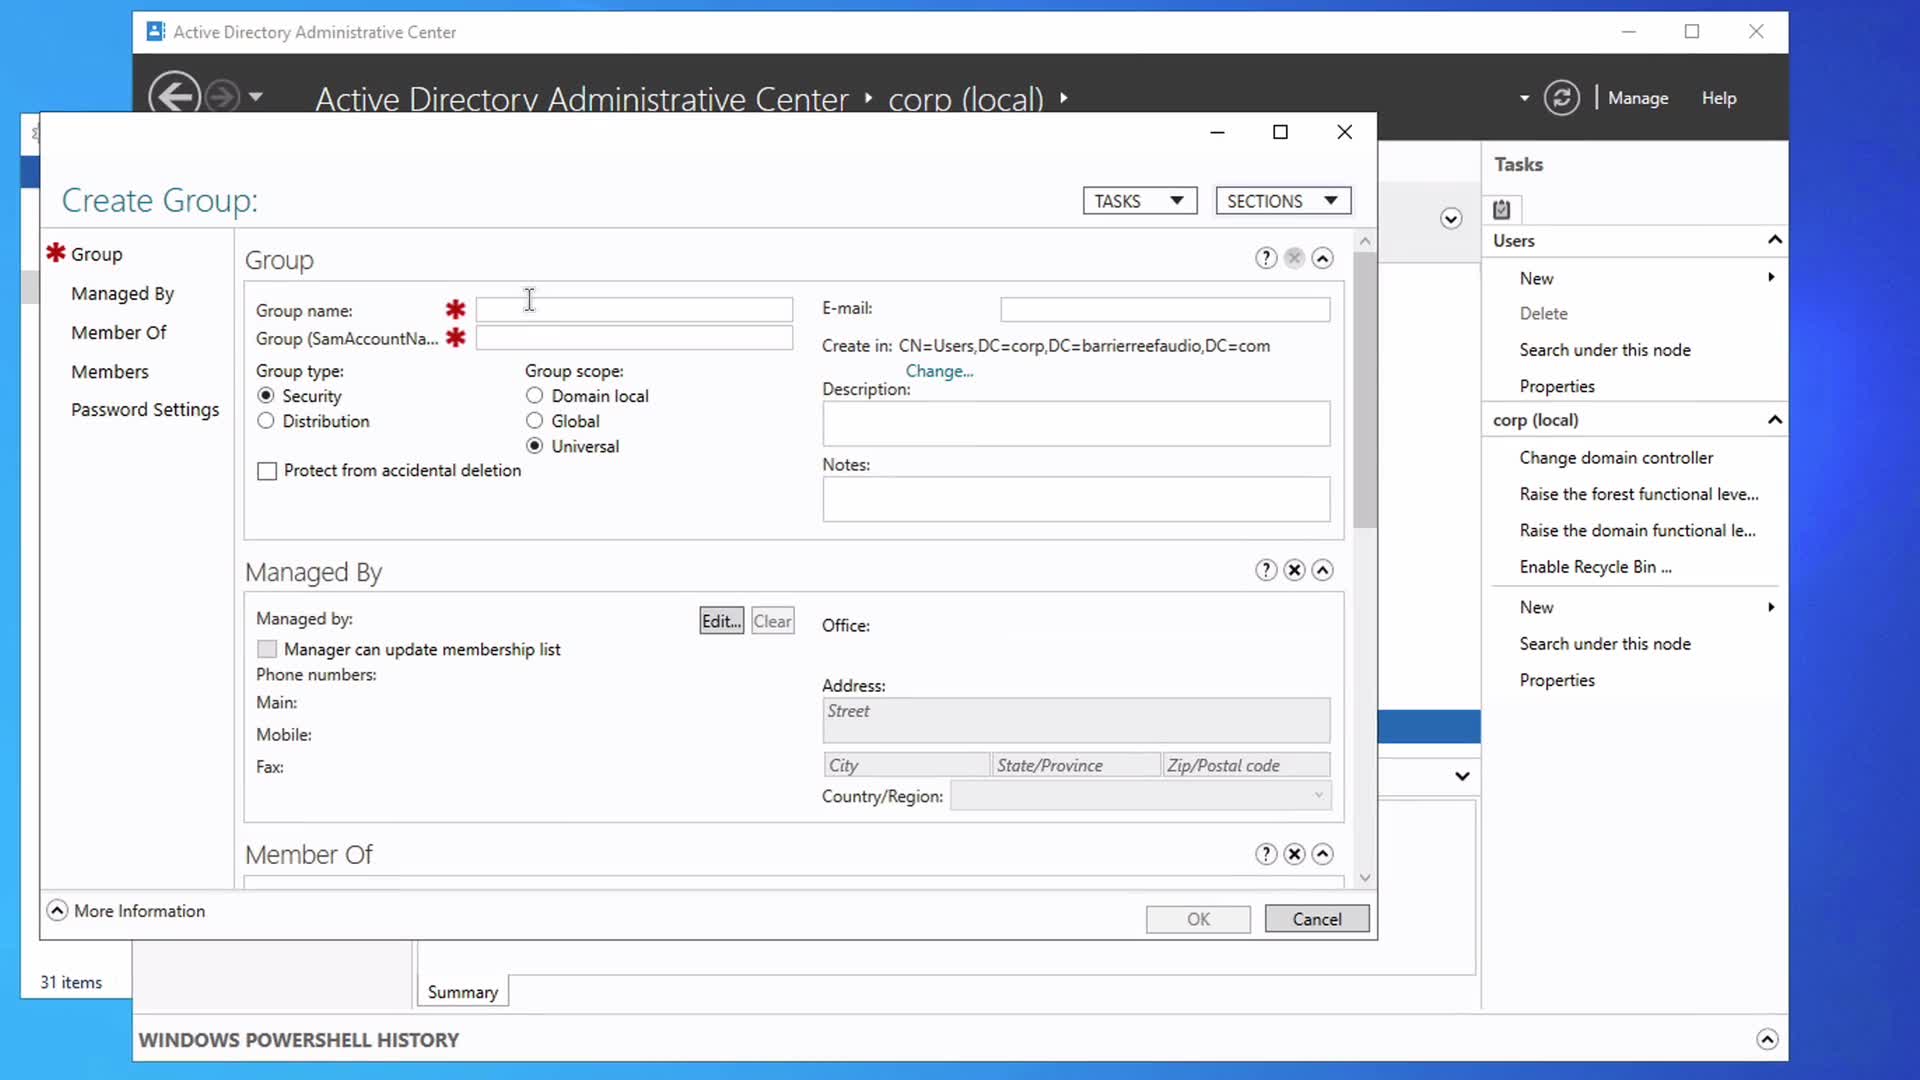 Active Directory Administrative Center
Active Directory Administrative Center ‣ corp (local) ‣
Manage
Help
Create Group:
TASKS
SECTIONS
Group
Managed By
Member Of
Members
Password Settings
Group
Group name:
Group (SamAccountNa...
Group type:
Security
Distribution
Group scope:
Domain local
Global
Universal
Protect from accidental deletion
E-mail:
Create in: CN=Users,DC=corp,DC=barrierreefaudio,DC=com
Change...
Description:
Notes:
Managed By
Managed by:
Edit...
Clear
Manager can update membership list
Phone numbers:
Main:
Mobile:
Fax:
Office:
Address:
Street
City
State/Province
Zip/Postal code
Country/Region:
Member Of
More Information
OK
Cancel
Tasks
Users
New
Delete
Search under this node
Properties
corp (local)
Change domain controller
Raise the forest functional leve...
Raise the domain functional le...
Enable Recycle Bin ...
New
Search under this node
Properties
31 items
Summary
WINDOWS POWERSHELL HISTORY